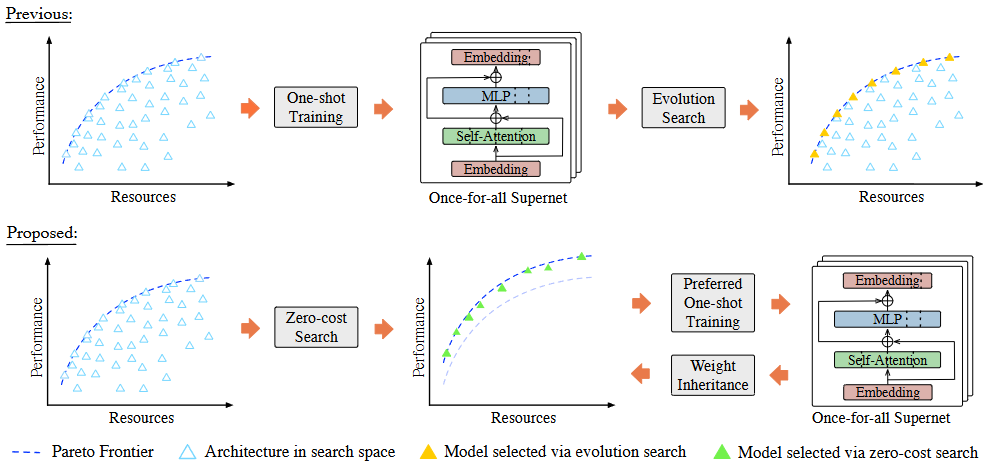 Previous:
Performance
Resources
One-shot
Training
Embedding
MLP
Self-Attention
Embedding
Once-for-all Supernet
Evolution
Search
Performance
Resources
Proposed:
Performance
Resources
Zero-cost
Search
Performance
Resources
Preferred
One-shot
Training
Weight
Inheritance
Embedding
MLP
Self-Attention
Embedding
Once-for-all Supernet
Pareto Frontier
Architecture in search space
Model selected via evolution search
Model selected via zero-cost search